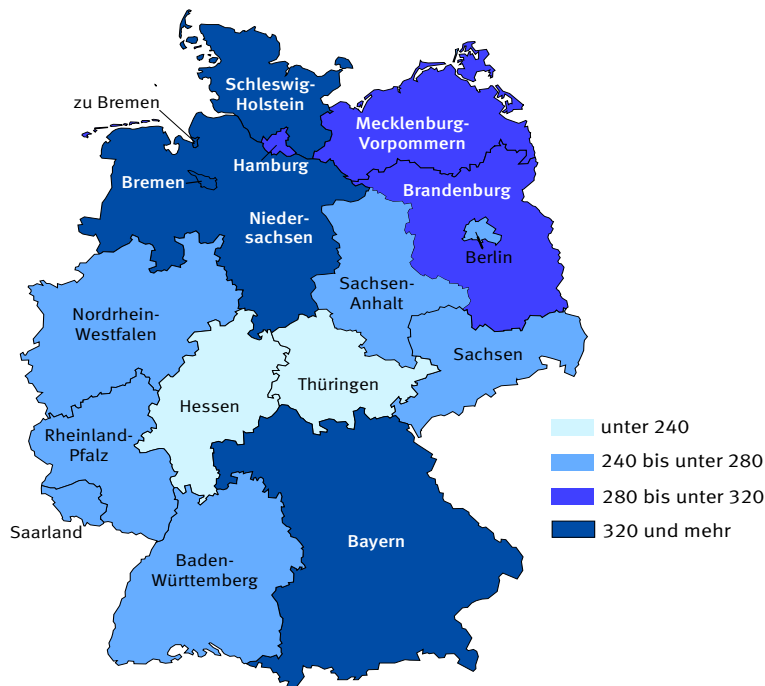 Schleswig-
Holstein
zu Bremen
Mecklenburg-
Vorpommern
Hamburg
Bremen
Brandenburg
Nieder-
sachsen
Berlin
Sachsen-
Anhalt
Nordrhein-
Westfalen
Sachsen
Thüringen
Hessen
Rheinland-
Pfalz
Saarland
Bayern
Baden-
Württemberg
unter 240
240 bis unter 280
280 bis unter 320
320 und mehr